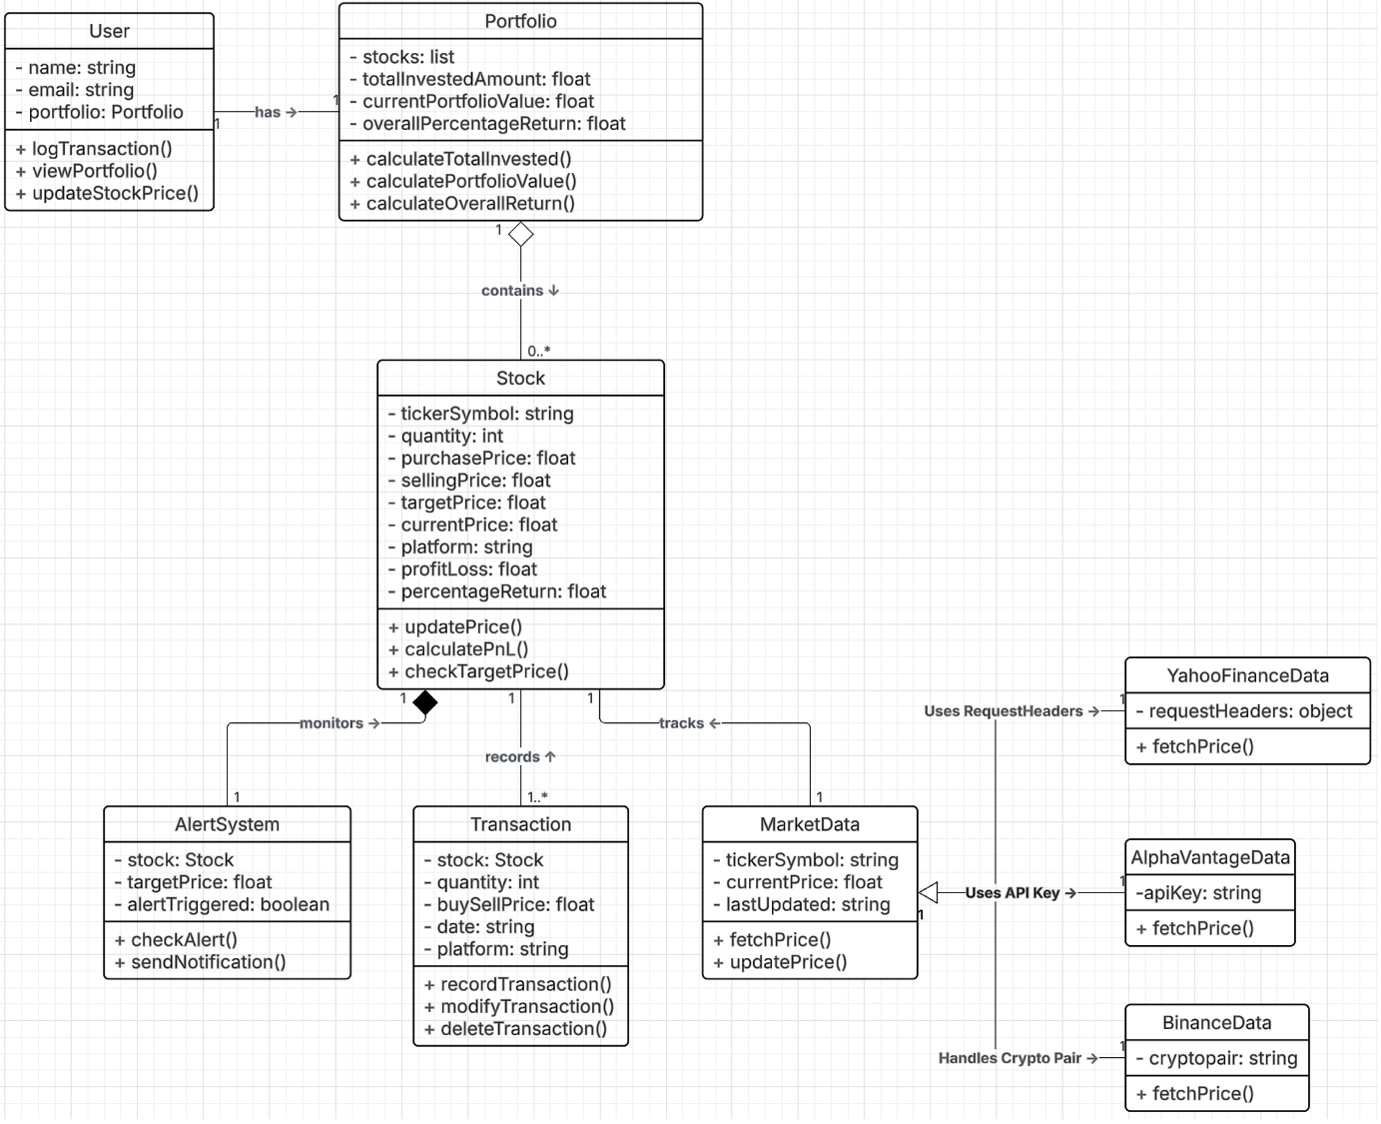 User
- name: string
- email: string
- portfolio: Portfolio
+ logTransaction()
+ viewPortfolio()
+ updateStockPrice()
1
has →
1
Portfolio
- stocks: list
- totalInvestedAmount: float
- currentPortfolioValue: float
- overallPercentageReturn: float
+ calculateTotalInvested()
+ calculatePortfolioValue()
+ calculateOverallReturn()
1
contains ↓
0..*
Stock
- tickerSymbol: string
- quantity: int
- purchasePrice: float
- sellingPrice: float
- targetPrice: float
- currentPrice: float
- platform: string
- profitLoss: float
- percentageReturn: float
+ updatePrice()
+ calculatePnL()
+ checkTargetPrice()
1
1
1
monitors →
records ↑
tracks ←
1
1..*
1
AlertSystem
- stock: Stock
- targetPrice: float
- alertTriggered: boolean
+ checkAlert()
+ sendNotification()
Transaction
- stock: Stock
- quantity: int
- buySellPrice: float
- date: string
- platform: string
+ recordTransaction()
+ modifyTransaction()
+ deleteTransaction()
MarketData
- tickerSymbol: string
- currentPrice: float
- lastUpdated: string
+ fetchPrice()
+ updatePrice()
1
Uses RequestHeaders →
1
YahooFinanceData
- requestHeaders: object
+ fetchPrice()
Uses API Key →
1
AlphaVantageData
-apiKey: string
+ fetchPrice()
Handles Crypto Pair →
1
BinanceData
- cryptopair: string
+ fetchPrice()